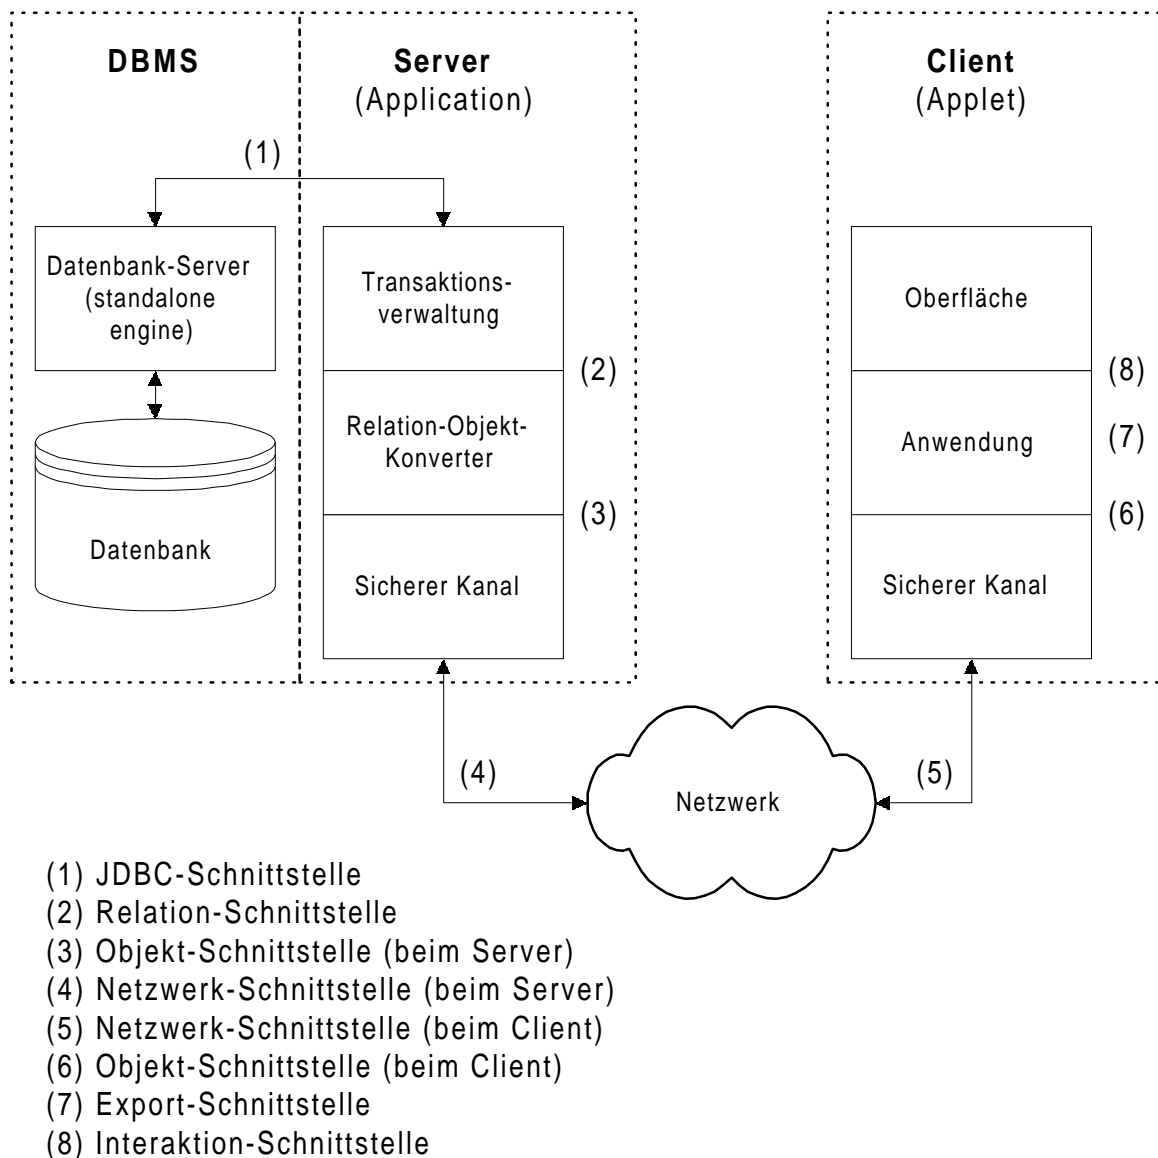 DBMS
Server
(Application)
Client
(Applet)
(1)
Datenbank-Server
(standalone
engine)
Transaktions-
verwaltung
Oberfläche
(2)
(8)
Relation-Objekt-
Konverter
Anwendung
(7)
(3)
(6)
Datenbank
Sicherer Kanal
Sicherer Kanal
(4)
Netzwerk
(5)
(1) JDBC-Schnittstelle
(2) Relation-Schnittstelle
(3) Objekt-Schnittstelle (beim Server)
(4) Netzwerk-Schnittstelle (beim Server)
(5) Netzwerk-Schnittstelle (beim Client)
(6) Objekt-Schnittstelle (beim Client)
(7) Export-Schnittstelle
(8) Interaktion-Schnittstelle